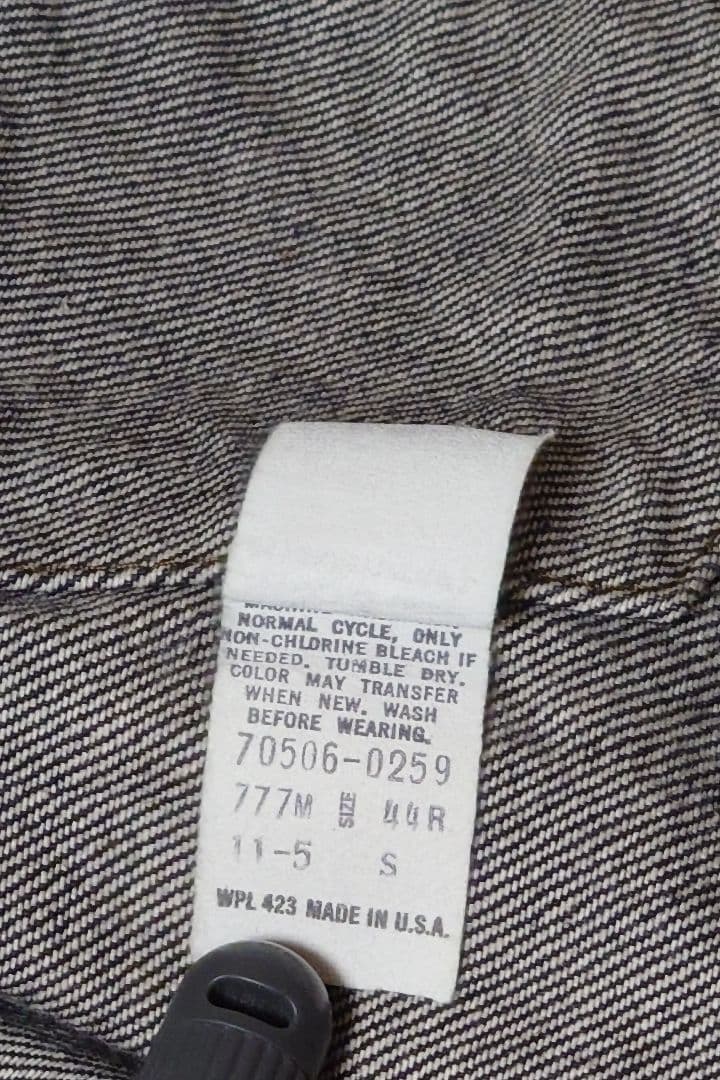 NORMAL CYCLE, ONLY
NON-CHLORINE BLEACH IF
NEEDED. TUMBLE DRY.
COLOR MAY TRANSFER
WHEN NEW. WASH
BEFORE WEARING.
70506-0259
777M SIZE 44R
11-5 S
WPL 423 MADE IN U.S.A.